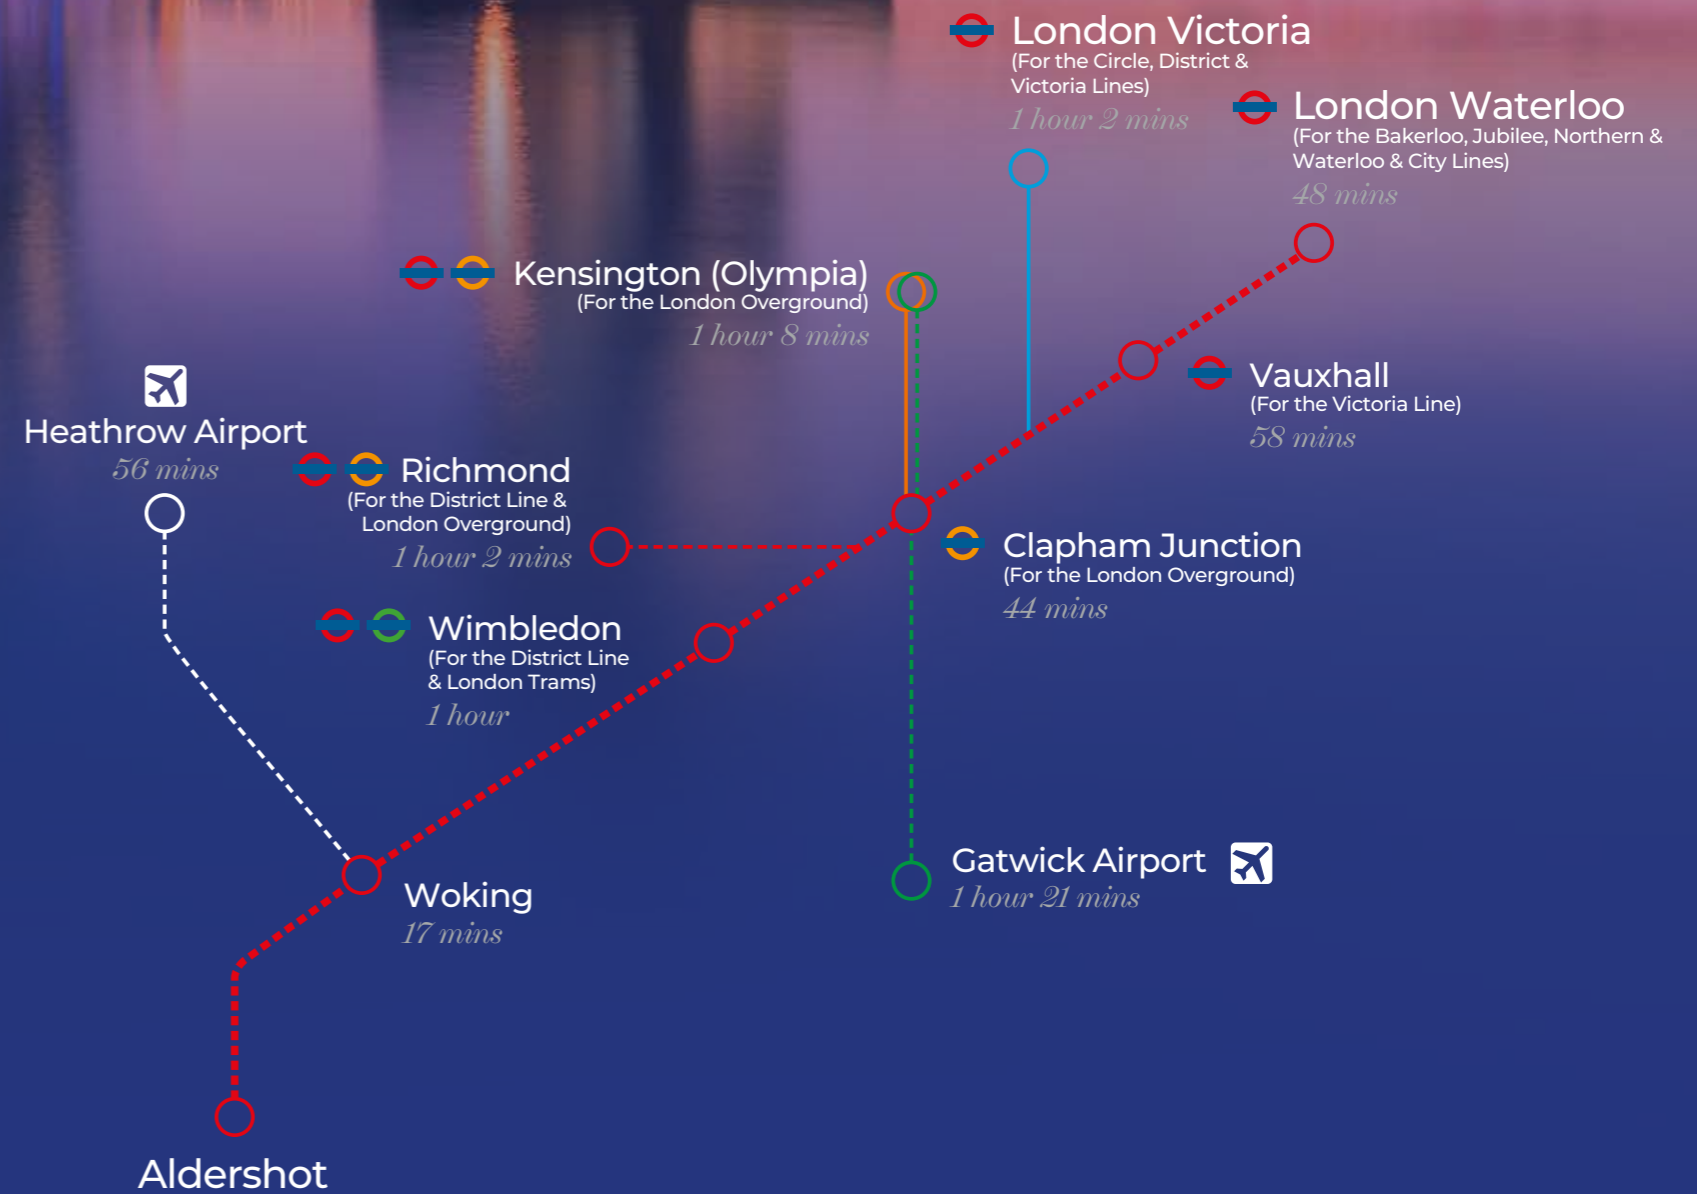 London Victoria
(For the Circle, District &
Victoria Lines)
1 hour 2 mins
London Waterloo
(For the Bakerloo, Jubilee, Northern &
Waterloo & City Lines)
48 mins
Kensington (Olympia)
(For the London Overground)
1 hour 8 mins
Vauxhall
(For the Victoria Line)
58 mins
Heathrow Airport
56 mins
Richmond
(For the District Line &
London Overground)
1 hour 2 mins
Clapham Junction
(For the London Overground)
44 mins
Wimbledon
(For the District Line
& London Trams)
1 hour
Gatwick Airport
1 hour 21 mins
Woking
17 mins
Aldershot